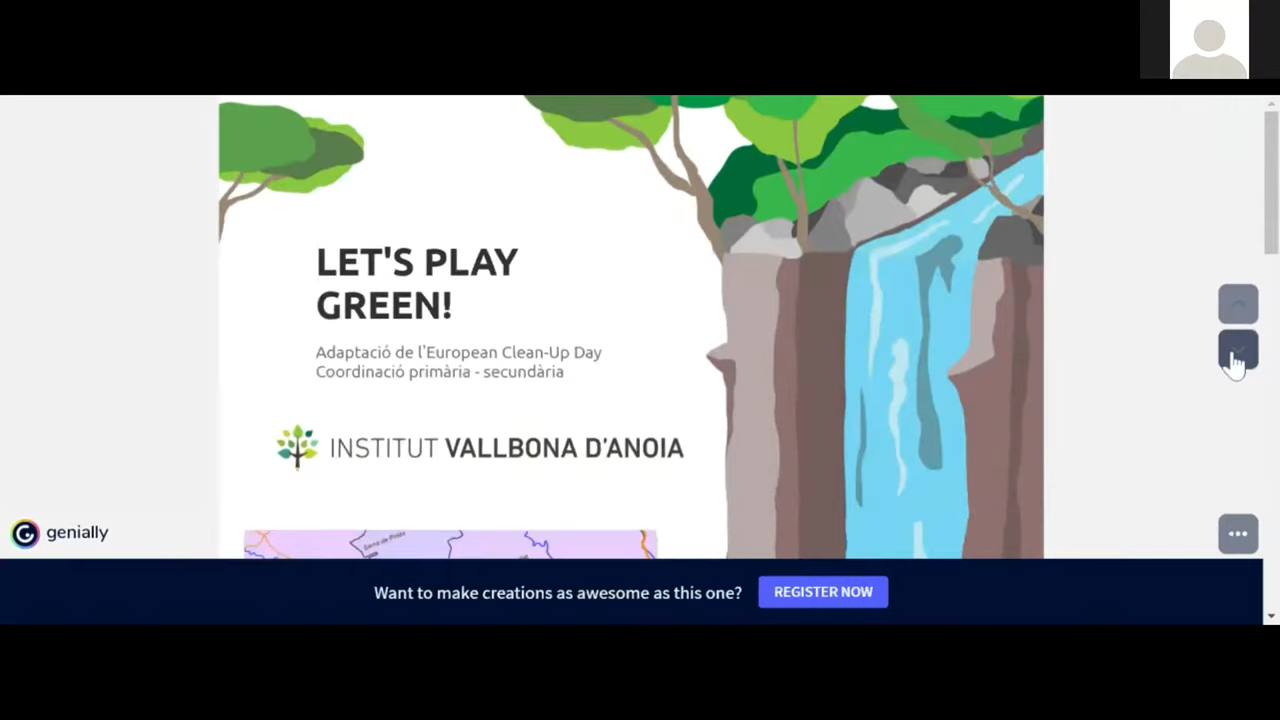 LET'S PLAY
GREEN!
Adaptació de l'European Clean-Up Day
Coordinació primària - secundària
INSTITUT VALLBONA D'ANOIA
genially
Want to make creations as awesome as this one?
REGISTER NOW